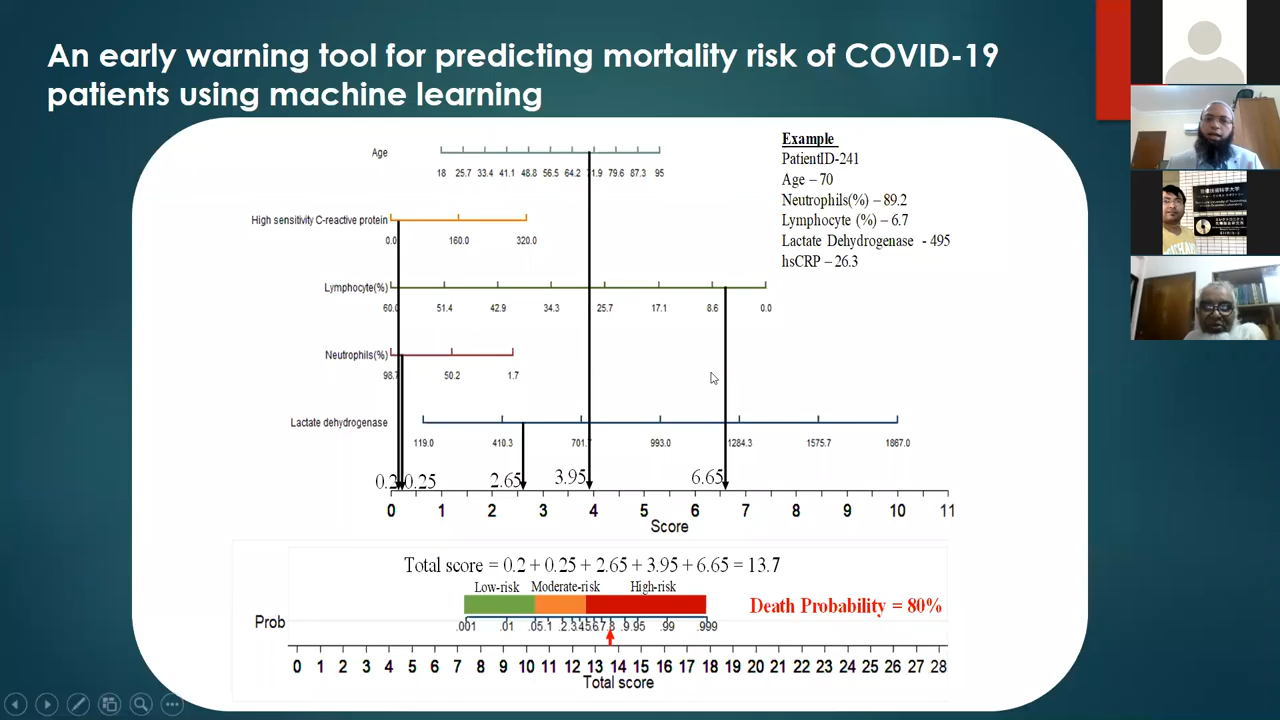 An early warning tool for predicting mortality risk of COVID-19
patients using machine learning
Example
PatientID-241
Age – 70
Neutrophils(%) – 89.2
Lymphocyte (%) – 6.7
Lactate Dehydrogenase - 495
hsCRP – 26.3
Age
18 25.7 33.4 41.1 48.8 56.5 64.2 71.9 79.6 87.3 95
High sensitivity C-reactive protein
0.0 160.0 320.0
Lymphocyte(%)
60.0 51.4 42.9 34.3 25.7 17.1 8.6 0.0
Neutrophils(%)
98.7 50.2 1.7
Lactate dehydrogenase
119.0 410.3 701.7 993.0 1284.3 1575.7 1867.0
0.2 0.25 2.65 3.95 6.65
0 1 2 3 4 5 6 7 8 9 10 11
Score
Total score = 0.2 + 0.25 + 2.65 + 3.95 + 6.65 = 13.7
Low-risk Moderate-risk High-risk
Death Probability = 80%
Prob
.001 .01 .05 .1 .2 .3 .4 .5 .6 .7 .8 .9 .95 .99 .999
0 1 2 3 4 5 6 7 8 9 10 11 12 13 14 15 16 17 18 19 20 21 22 23 24 25 26 27 28
Total score